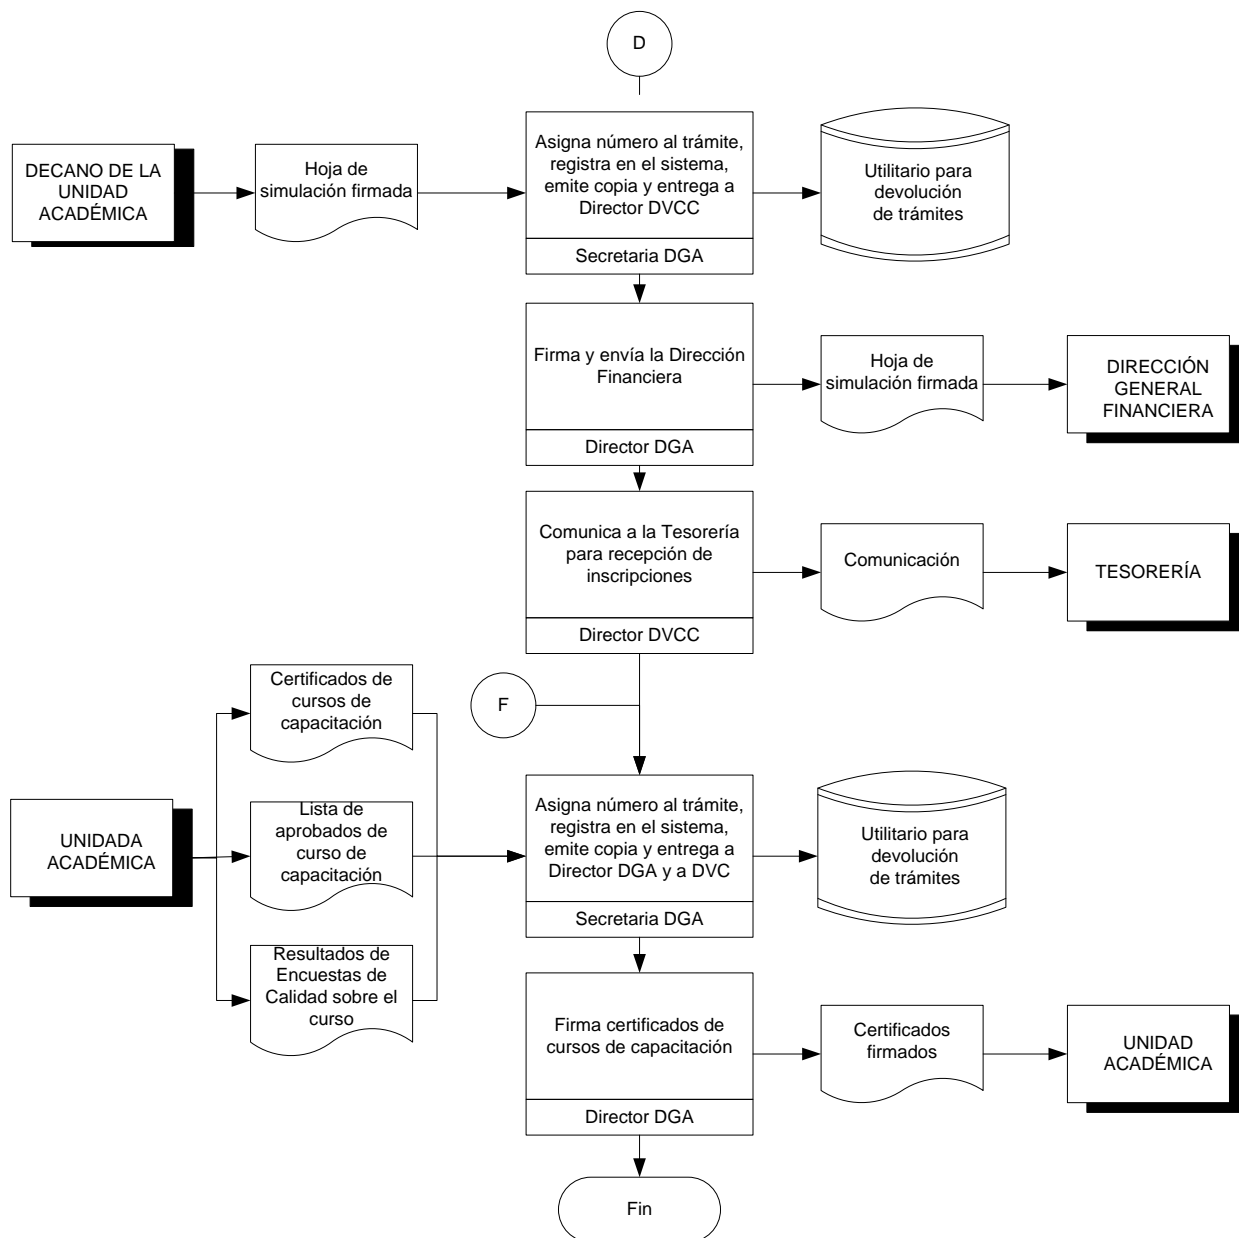 D
DECANO DE LA
UNIDAD
ACADÉMICA
Hoja de
simulación firmada
Asigna número al trámite,
registra en el sistema,
emite copia y entrega a
Director DVCC
Secretaria DGA
Utilitario para
devolución
de trámites
Firma y envía la Dirección
Financiera
Director DGA
Hoja de
simulación firmada
DIRECCIÓN
GENERAL
FINANCIERA
Comunica a la Tesorería
para recepción de
inscripciones
Director DVCC
Comunicación
TESORERÍA
F
UNIDADA
ACADÉMICA
Certificados de
cursos de
capacitación
Lista de
aprobados de
curso de
capacitación
Resultados de
Encuestas de
Calidad sobre el
curso
Asigna número al trámite,
registra en el sistema,
emite copia y entrega a
Director DGA y a DVC
Secretaria DGA
Utilitario para
devolución
de trámites
Firma certificados de
cursos de capacitación
Director DGA
Certificados
firmados
UNIDAD
ACADÉMICA
Fin